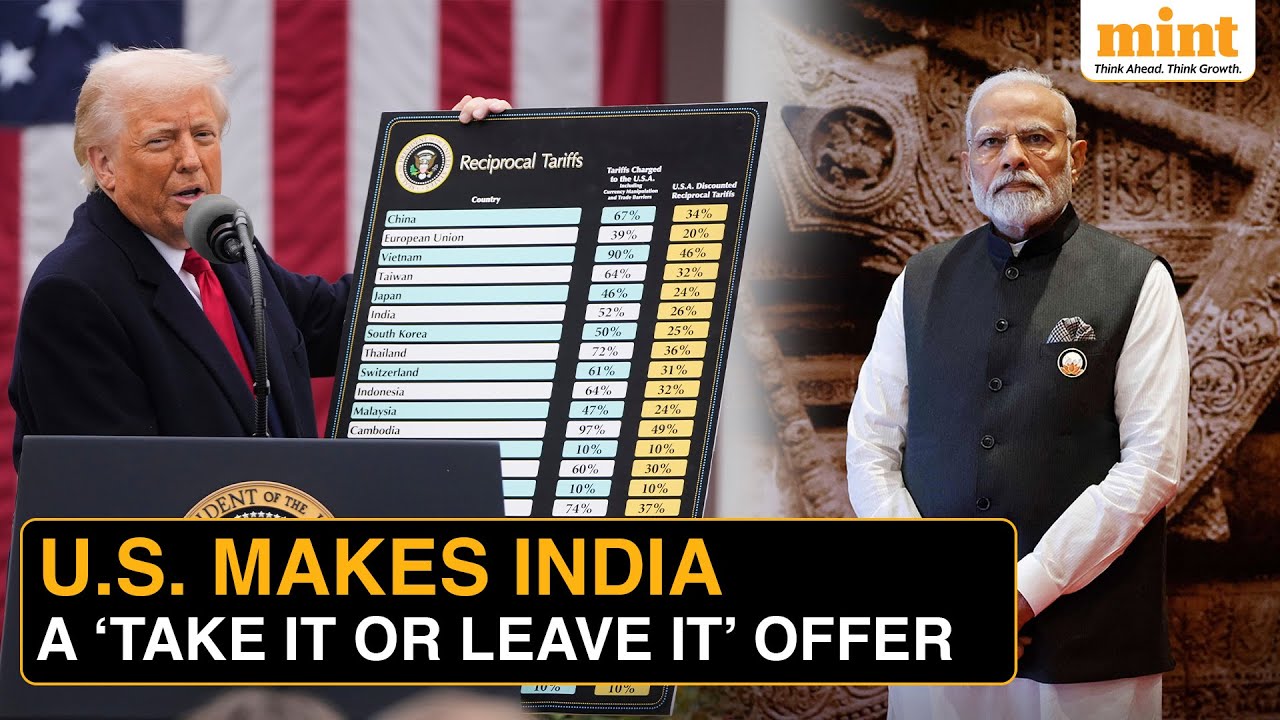 mint
Think Ahead. Think Growth.
Reciprocal Tariffs
Country
Tariffs Charged
to the U.S.A.
Including
Currency Manipulation
and Trade Barriers
U.S.A. Discounted
Reciprocal Tariffs
China 67% 34%
European Union 39% 20%
Vietnam 90% 46%
Taiwan 64% 32%
Japan 46% 24%
India 52% 26%
South Korea 50% 25%
Thailand 72% 36%
Switzerland 61% 31%
Indonesia 64% 32%
Malaysia 47% 24%
Cambodia 97% 49%
10% 10%
60% 30%
10% 10%
74% 37%
DENT OF THE
U.S. MAKES INDIA
A ‘TAKE IT OR LEAVE IT’ OFFER
10% 10%